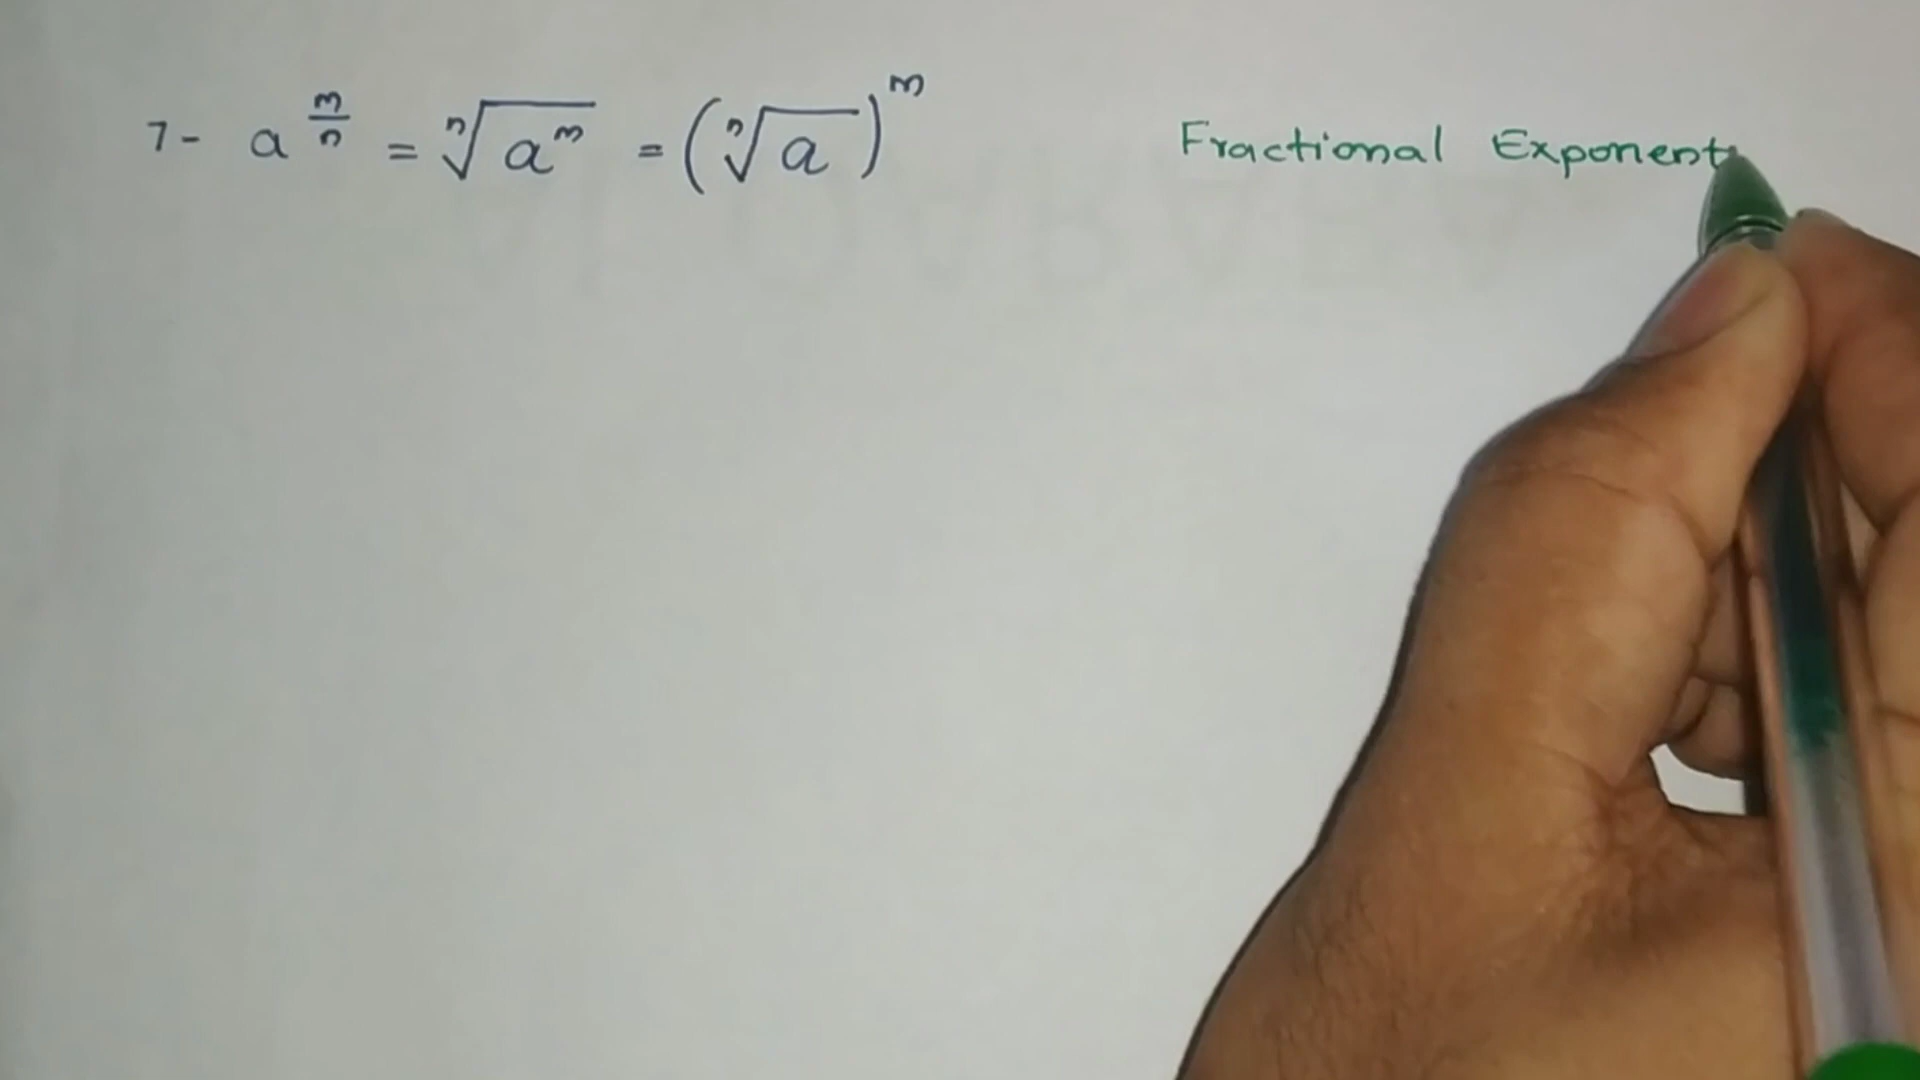 7- a^(m/n) = ⁿ√(a^m) = (ⁿ√a)^m Fractional Exponent